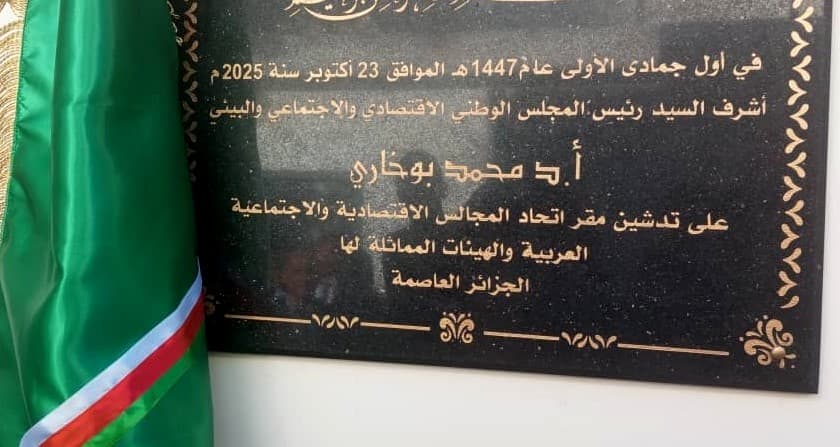 في أول جمادى الأولى عام 1447هـ الموافق 23 أكتوبر سنة 2025م
أشرف السيد رئيس المجلس الوطني الاقتصادي والاجتماعي والبيئي
أ.د محمد بوخاري
على تدشين مقر اتحاد المجالس الاقتصادية والاجتماعية
العربية والهيئات المماثلة لها
الجزائر العاصمة